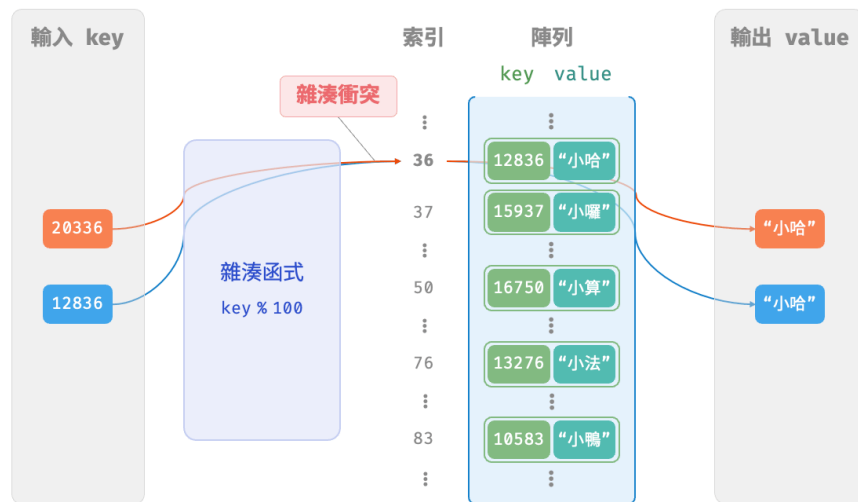 輸入 key
索引
陣列
輸出 value
key value
雜湊衝突
36
12836 “小哈”
20336
37
15937 “小囉”
“小哈”
雜湊函式
key % 100
12836
50
16750 “小算”
“小哈”
76
13276 “小法”
83
10583 “小鴨”